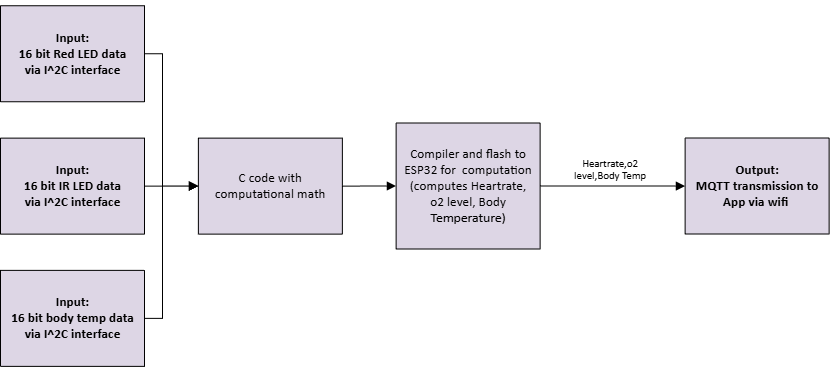 Input:
16 bit Red LED data
via I^2C interface
Input:
16 bit IR LED data
via I^2C interface
Input:
16 bit body temp data
via I^2C interface
C code with
computational math
Compiler and flash to
ESP32 for  computation
(computes Heartrate,
o2 level, Body
Temperature)
Heartrate,o2
level,Body Temp
Output:
MQTT transmission to
App via wifi